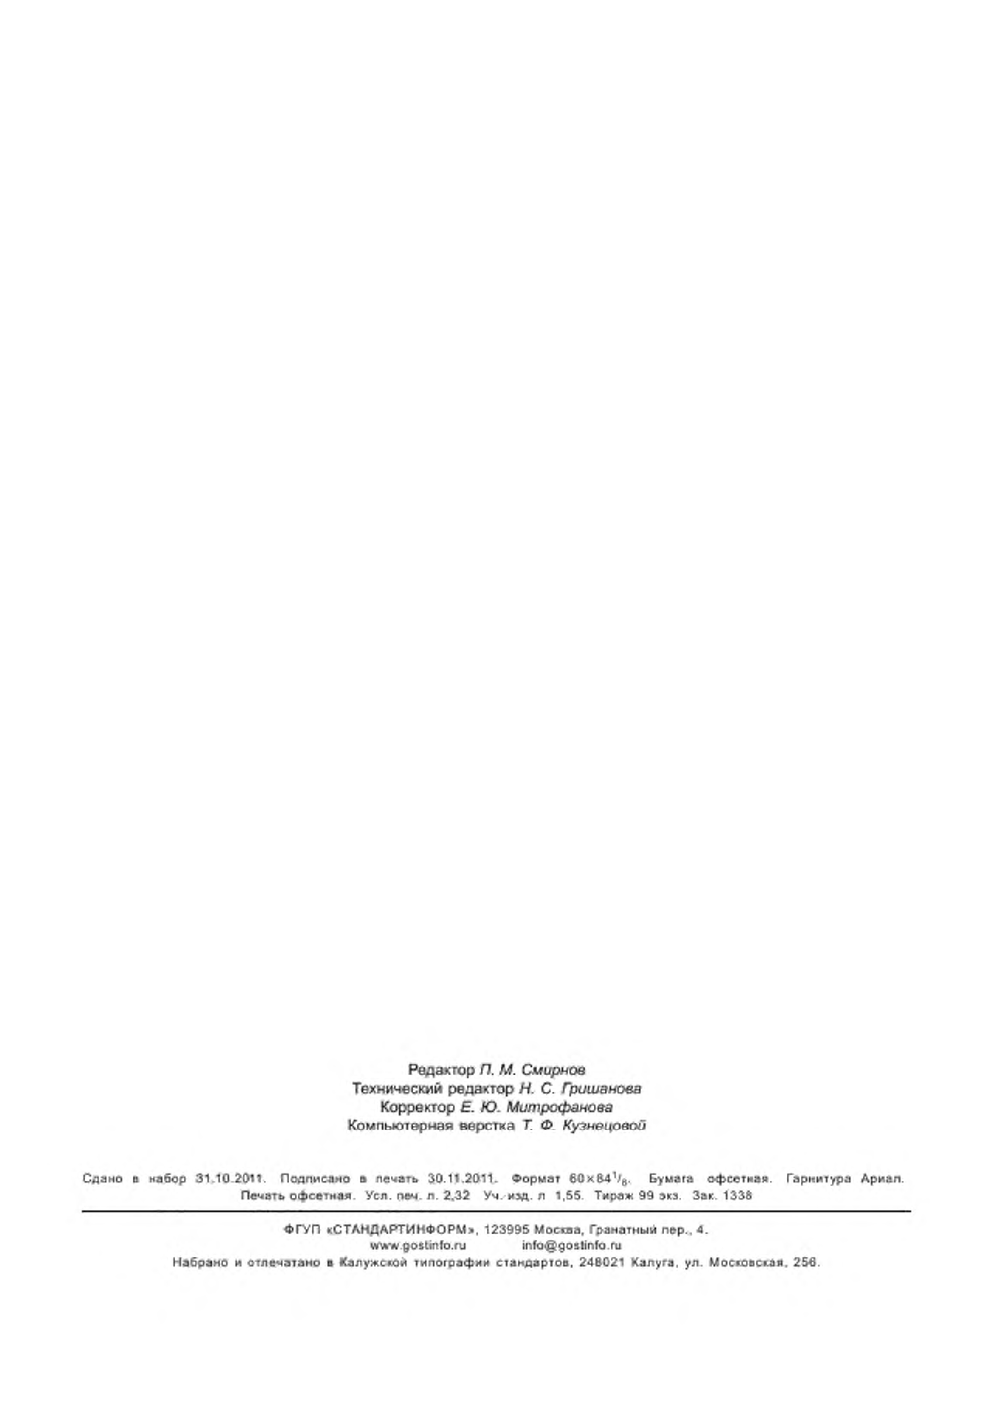 Редактор П. М. Смирнов
Технический редактор Н. С. Гришанова
Корректор Е. Ю. Митрофанова
Компьютерная верстка Т. Ф. Кузнецовой
Сдано в набор 31.10.2011. Подписано в печать 30.11.2011. Формат 60×84¹/₈. Бумага офсетная. Гарнитура Ариал.
Печать офсетная. Усл. печ. л. 2,32 Уч.-изд. л 1,55. Тираж 99 экз. Зак. 1338
ФГУП «СТАНДАРТИНФОРМ», 123995 Москва, Гранатный пер., 4.
www.gostinfo.ru info@gostinfo.ru
Набрано и отпечатано в Калужской типографии стандартов, 248021 Калуга, ул. Московская, 256.